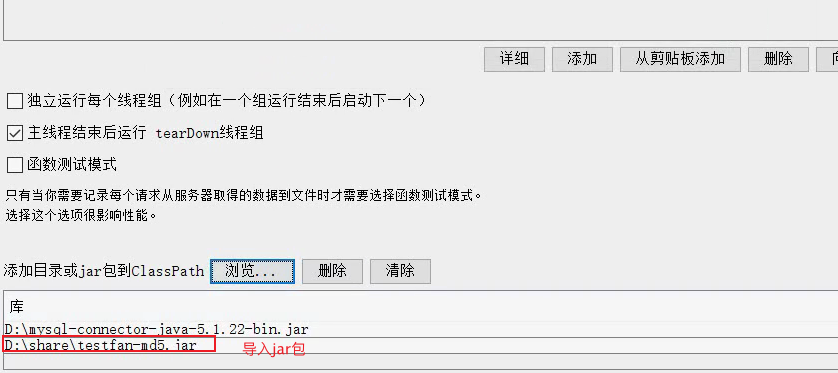 详细 添加 从剪贴板添加 删除 向
独立运行每个线程组（例如在一个组运行结束后启动下一个）
主线程结束后运行 tearDown线程组
函数测试模式
只有当你需要记录每个请求从服务器取得的数据到文件时才需要选择函数测试模式。
选择这个选项很影响性能。
添加目录或jar包到ClassPath 浏览... 删除 清除
库
D:\mysql-connector-java-5.1.22-bin.jar
D:\share\testfan-md5.jar 导入jar包